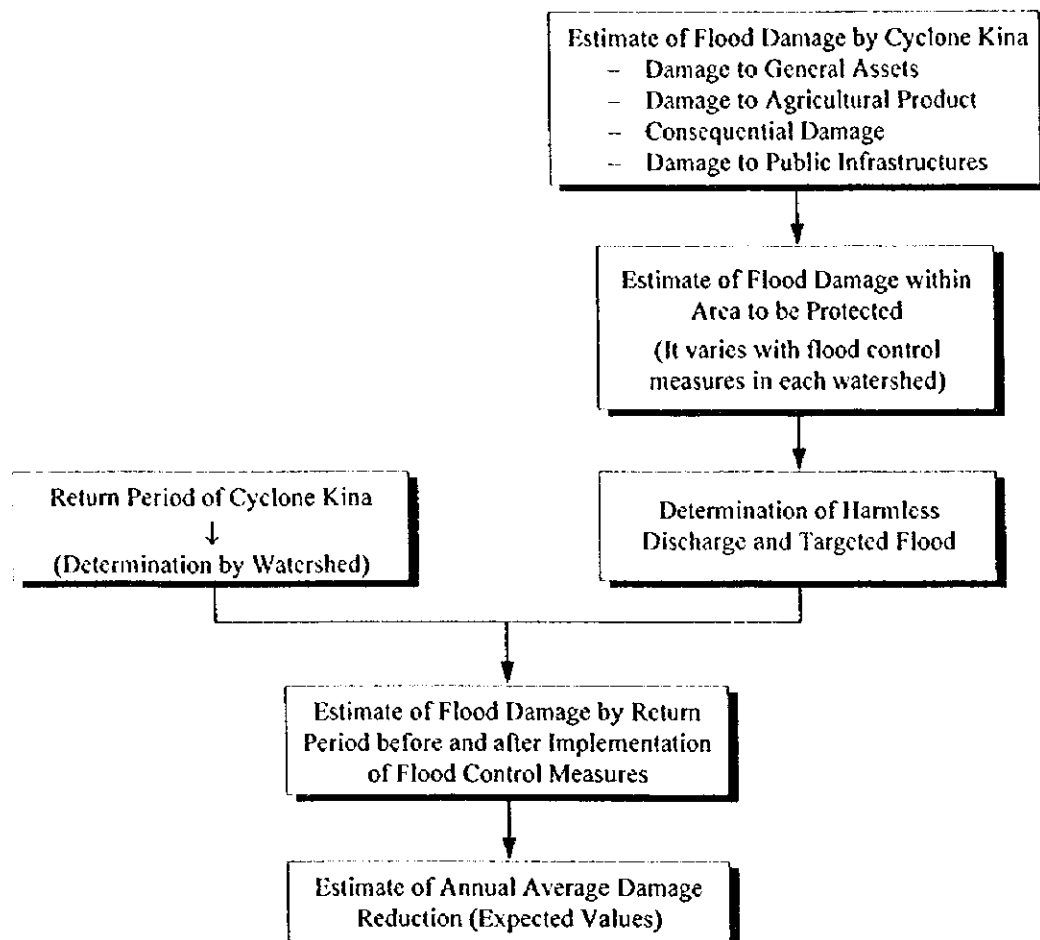 Estimate of Flood Damage by Cyclone Kina
– Damage to General Assets
– Damage to Agricultural Product
– Consequential Damage
– Damage to Public Infrastructures
Estimate of Flood Damage within
Area to be Protected
(It varies with flood control
measures in each watershed)
Return Period of Cyclone Kina
↓
(Determination by Watershed)
Determination of Harmless
Discharge and Targeted Flood
Estimate of Flood Damage by Return
Period before and after Implementation
of Flood Control Measures
Estimate of Annual Average Damage
Reduction (Expected Values)